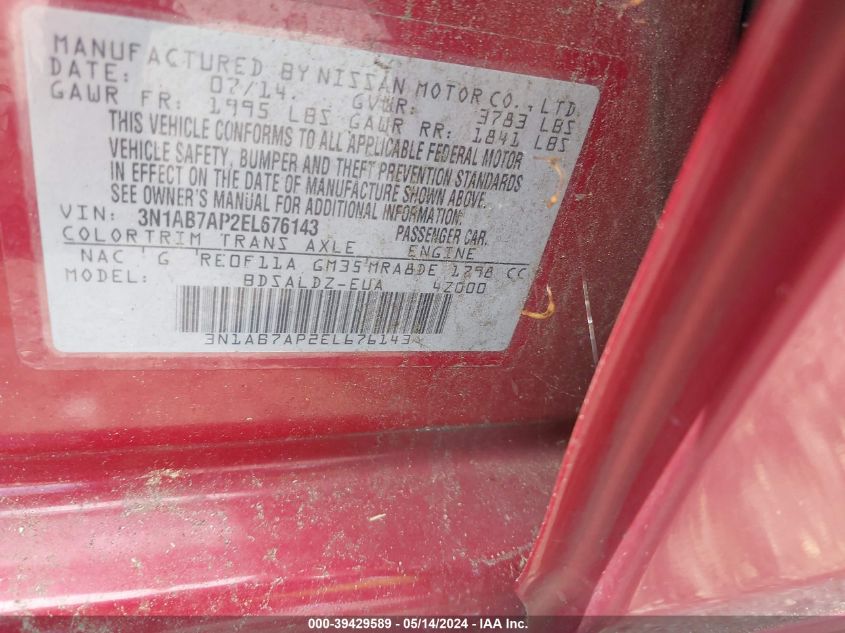 MANUFACTURED BY NISSAN MOTOR CO., LTD.
DATE: 07/14. GVWR: 3783 LBS
GAWR FR: 1995 LBS GAWR RR: 1841 LBS
THIS VEHICLE CONFORMS TO ALL APPLICABLE FEDERAL MOTOR
VEHICLE SAFETY, BUMPER AND THEFT PREVENTION STANDARDS
IN EFFECT ON THE DATE OF MANUFACTURE SHOWN ABOVE.
SEE OWNER'S MANUAL FOR ADDITIONAL INFORMATION.
VIN: 3N1AB7AP2EL676143 PASSENGER CAR.
COLOR TRIM TRANS AXLE ENGINE
NAC G RE0F11A GM35 MRA8DE 1798 CC
MODEL: BDSALDZ-EUA 42000
3N1AB7AP2EL676143
000-39429589 - 05/14/2024 - IAA Inc.